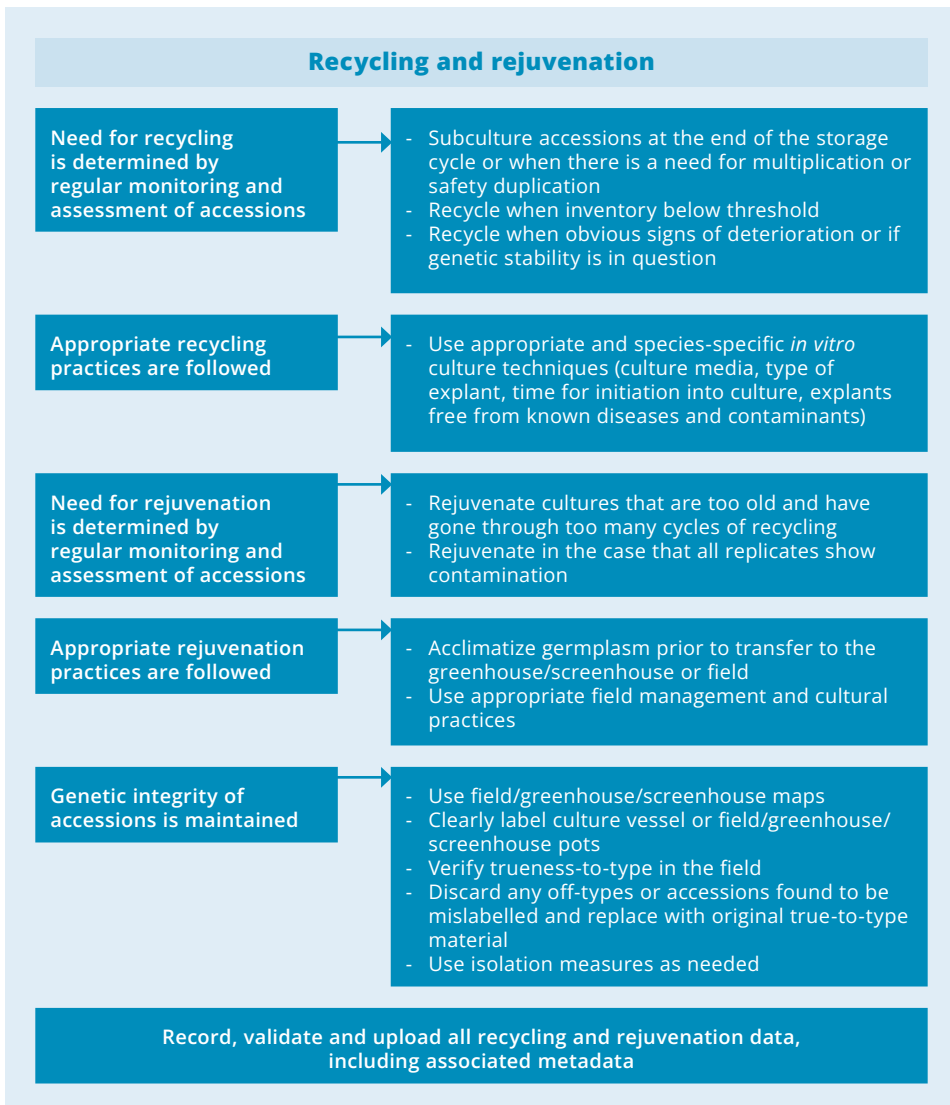 Recycling and rejuvenation
Need for recycling
is determined by
regular monitoring and
assessment of accessions
- Subculture accessions at the end of the storage
cycle or when there is a need for multiplication or
safety duplication
- Recycle when inventory below threshold
- Recycle when obvious signs of deterioration or if
genetic stability is in question
Appropriate recycling
practices are followed
- Use appropriate and species-specific in vitro
culture techniques (culture media, type of
explant, time for initiation into culture, explants
free from known diseases and contaminants)
Need for rejuvenation
is determined by
regular monitoring and
assessment of accessions
- Rejuvenate cultures that are too old and have
gone through too many cycles of recycling
- Rejuvenate in the case that all replicates show
contamination
Appropriate rejuvenation
practices are followed
- Acclimatize germplasm prior to transfer to the
greenhouse/screenhouse or field
- Use appropriate field management and cultural
practices
Genetic integrity of
accessions is maintained
- Use field/greenhouse/screenhouse maps
- Clearly label culture vessel or field/greenhouse/
screenhouse pots
- Verify trueness-to-type in the field
- Discard any off-types or accessions found to be
mislabelled and replace with original true-to-type
material
- Use isolation measures as needed
Record, validate and upload all recycling and rejuvenation data,
including associated metadata